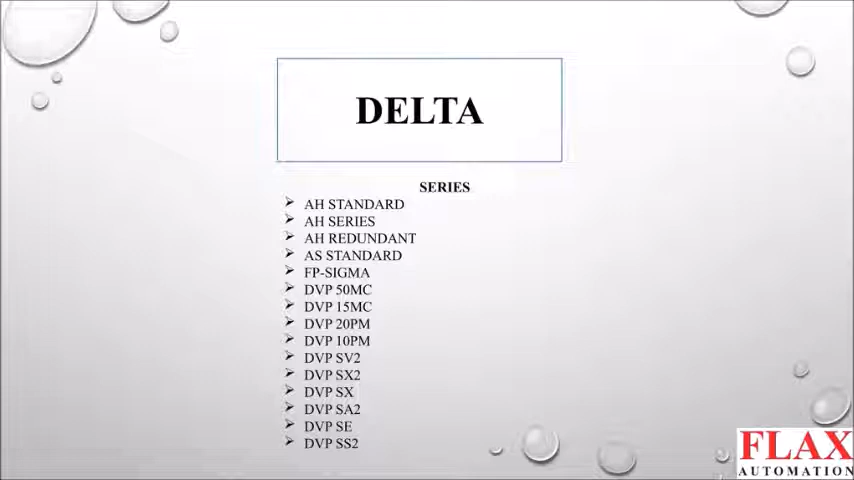 DELTA
SERIES
AH STANDARD
AH SERIES
AH REDUNDANT
AS STANDARD
FP-SIGMA
DVP 50MC
DVP 15MC
DVP 20PM
DVP 10PM
DVP SV2
DVP SX2
DVP SX
DVP SA2
DVP SE
DVP SS2
FLAX
AUTOMATION